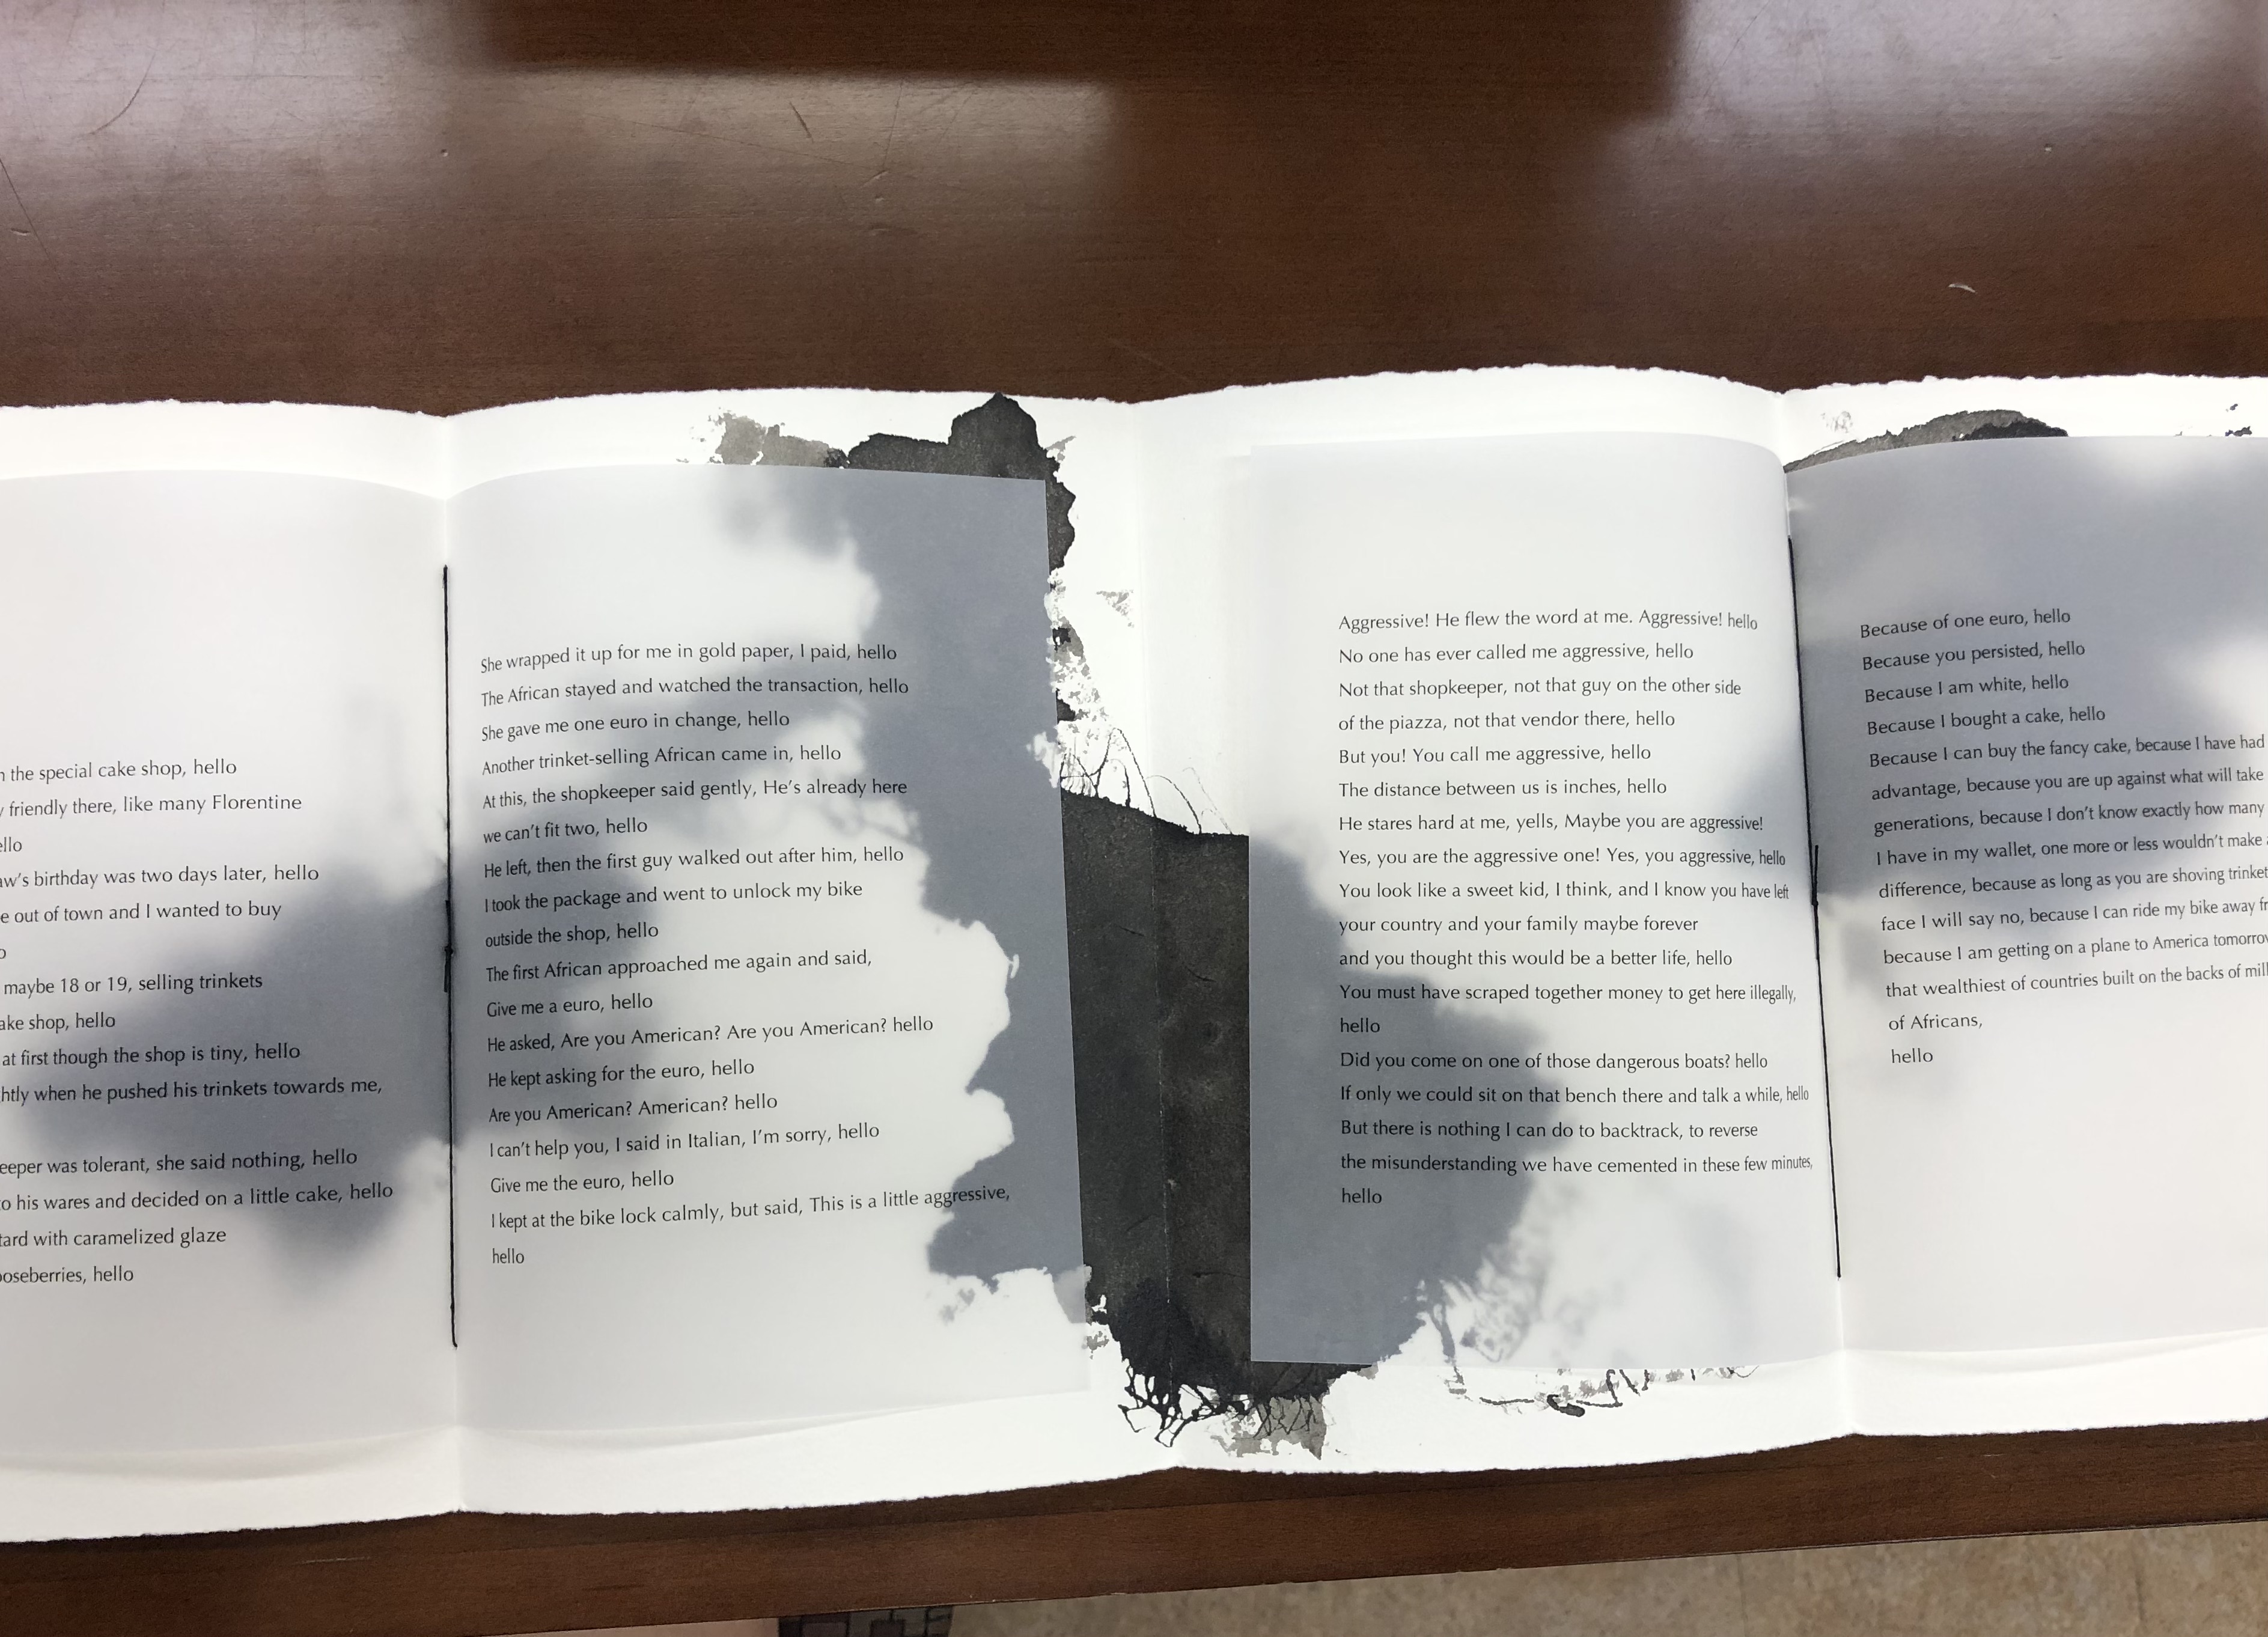 the special cake shop, hello
friendly there, like many Florentine
birthday was two days later, hello
out of town and I wanted to buy
maybe 18 or 19, selling trinkets
shop, hello
at first though the shop is tiny, hello
when he pushed his trinkets towards me,
was tolerant, she said nothing, hello
his wares and decided on a little cake, hello
with caramelized glaze
hello
She wrapped it up for me in gold paper, I paid, hello
The African stayed and watched the transaction, hello
She gave me one euro in change, hello
Another trinket-selling African came in, hello
At this, the shopkeeper said gently, He's already here
we can't fit two, hello
He left, then the first guy walked out after him, hello
I took the package and went to unlock my bike
outside the shop, hello
The first African approached me again and said,
Give me a euro, hello
He asked, Are you American? Are you American? hello
He kept asking for the euro, hello
Are you American? American? hello
I can't help you, I said in Italian, I'm sorry, hello
Give me the euro, hello
I kept at the bike lock calmly, but said, This is a little aggressive,
hello
Aggressive! He flew the word at me. Aggressive! hello
No one has ever called me aggressive, hello
Not that shopkeeper, not that guy on the other side
of the piazza, not that vendor there, hello
But you! You call me aggressive, hello
The distance between us is inches, hello
He stares hard at me, yells, Maybe you are aggressive!
Yes, you are the aggressive one! Yes, you aggressive, hello
You look like a sweet kid, I think, and I know you have left
your country and your family maybe forever
and you thought this would be a better life, hello
You must have scraped together money to get here illegally,
hello
Did you come on one of those dangerous boats? hello
If only we could sit on that bench there and talk a while, hello
But there is nothing I can do to backtrack, to reverse
the misunderstanding we have cemented in these few minutes,
hello
Because of one euro, hello
Because you persisted, hello
Because I am white, hello
Because I bought a cake, hello
Because I can buy the fancy cake, because I have had
advantage, because you are up against what will take
generations, because I don't know exactly how many
I have in my wallet, one more or less wouldn't make
difference, because as long as you are shoving
face I will say no, because I can ride my bike away
because I am getting on a plane to America
that wealthiest of countries built on the backs of
of Africans,
hello